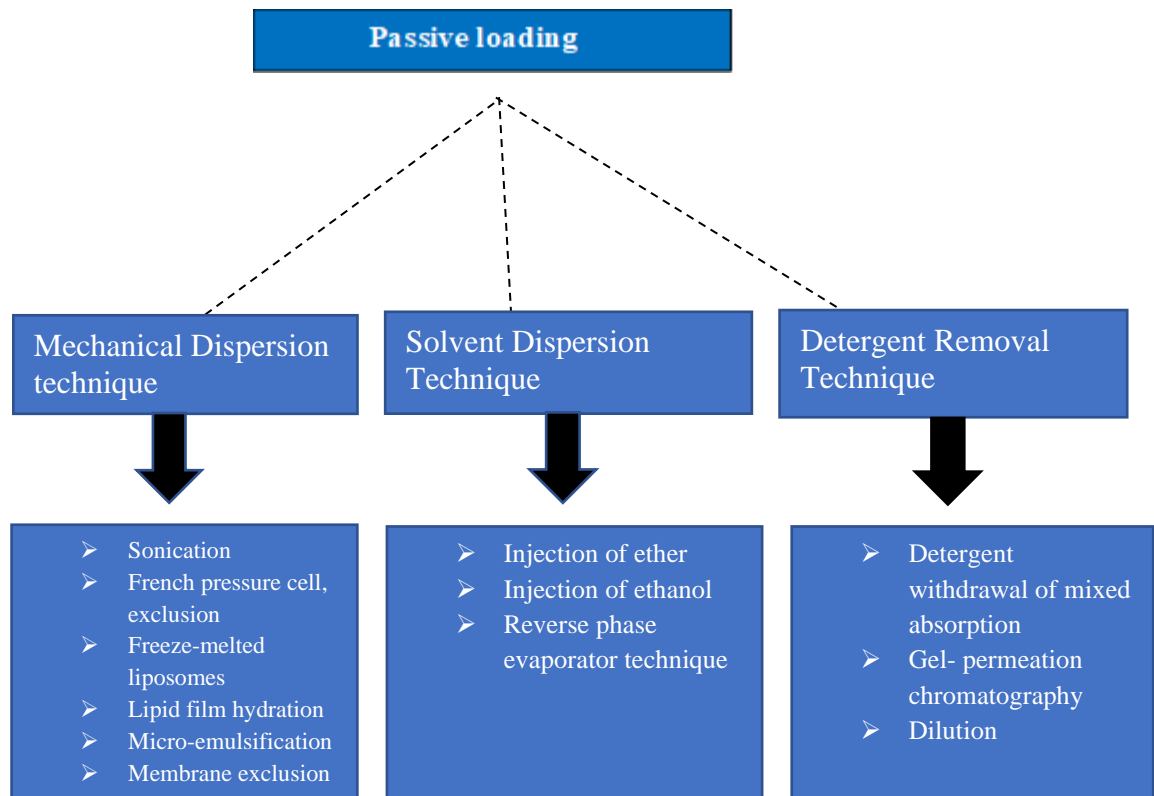 Passive loading
Mechanical Dispersion
technique
Solvent Dispersion
Technique
Detergent Removal
Technique
➢ Sonication
➢ French pressure cell,
exclusion
➢ Freeze-melted
liposomes
➢ Lipid film hydration
➢ Micro-emulsification
➢ Membrane exclusion
➢ Injection of ether
➢ Injection of ethanol
➢ Reverse phase
evaporator technique
➢ Detergent
withdrawal of mixed
absorption
➢ Gel- permeation
chromatography
➢ Dilution